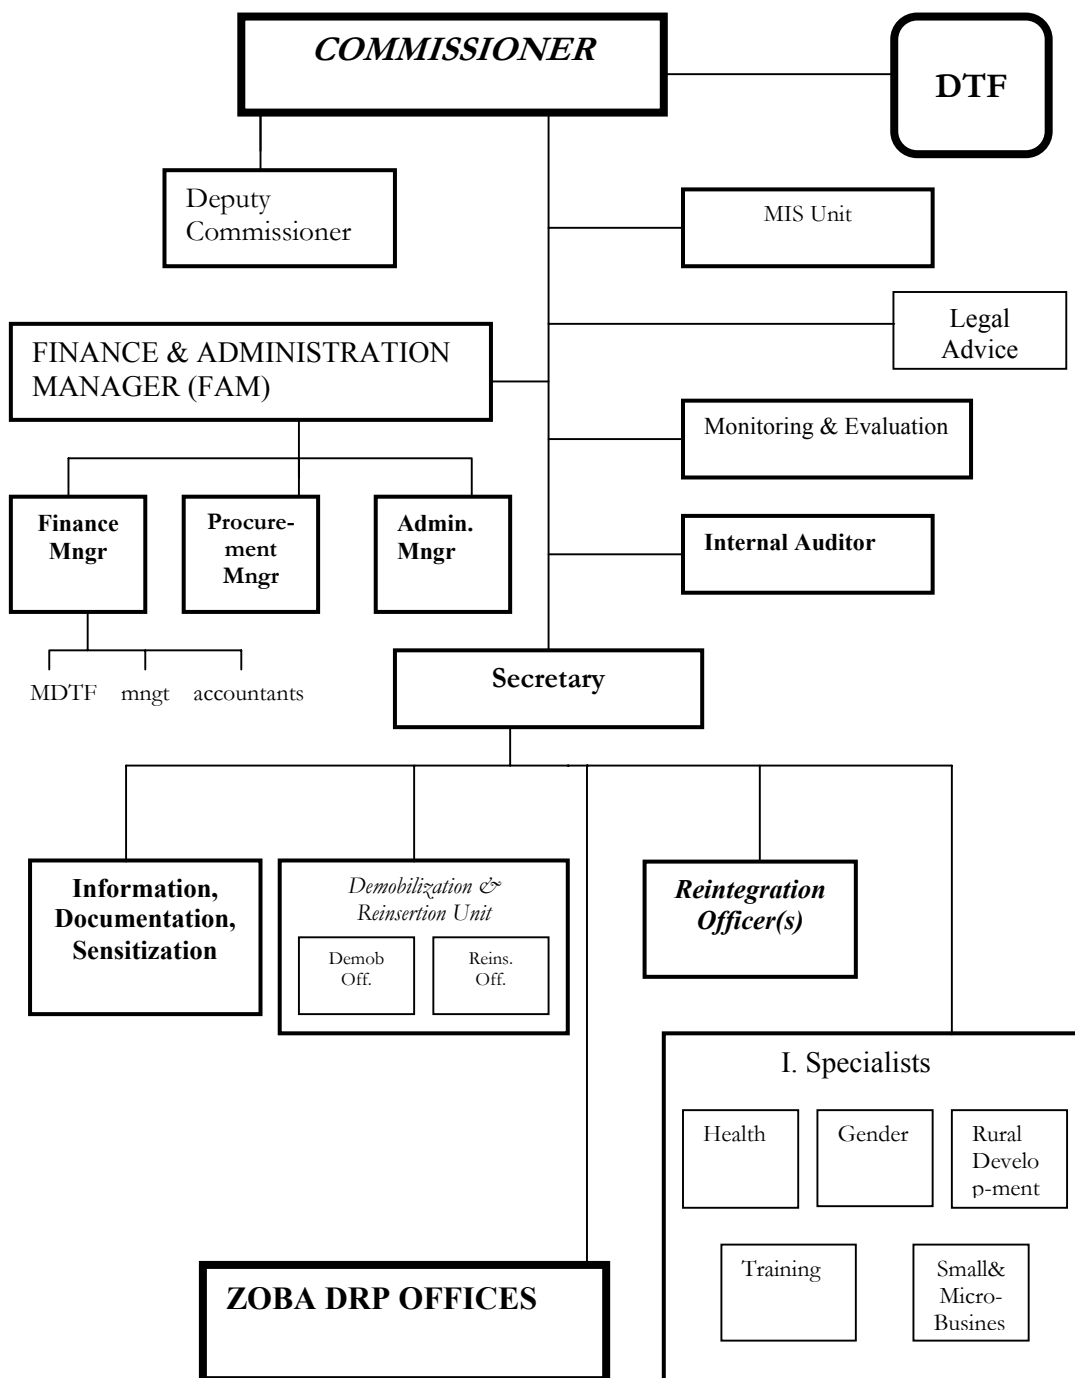 COMMISSIONER
DTF
Deputy
Commissioner
MIS Unit
Legal
Advice
FINANCE & ADMINISTRATION
MANAGER (FAM)
Monitoring & Evaluation
Finance
Mngr
Procure-
ment
Mngr
Admin.
Mngr
Internal Auditor
MDTF mngt accountants
Secretary
Information,
Documentation,
Sensitization
Demobilization &
Reinsertion Unit
Demob
Off.
Reins.
Off.
Reintegration
Officer(s)
I. Specialists
Health
Gender
Rural
Develo
p-ment
Training
Small&
Micro-
Busines
ZOBA DRP OFFICES